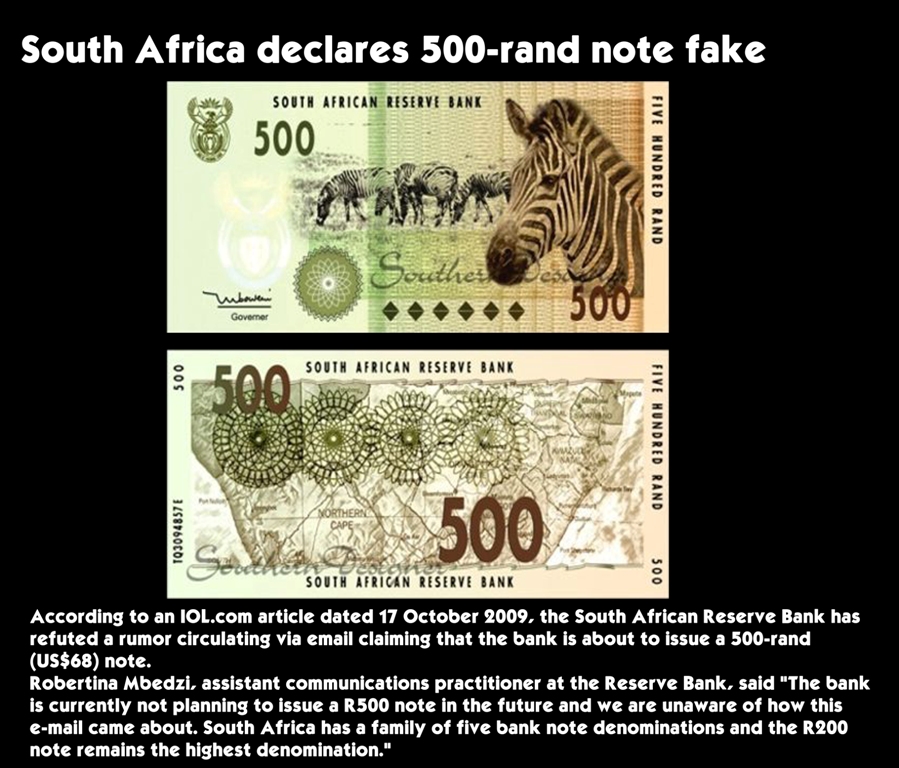 South Africa declares 500-rand note fake
SOUTH AFRICAN RESERVE BANK
500
FIVE HUNDRED RAND
Southern Designer
Governer
500
500
500
SOUTH AFRICAN RESERVE BANK
FIVE HUNDRED RAND
TQ3094857E
NORTHERN
CAPE
500
Southern Designer
500
SOUTH AFRICAN RESERVE BANK
According to an IOL.com article dated 17 October 2009, the South African Reserve Bank has
refuted a rumor circulating via email claiming that the bank is about to issue a 500-rand
(US$68) note.
Robertina Mbedzi, assistant communications practitioner at the Reserve Bank, said "The bank
is currently not planning to issue a R500 note in the future and we are unaware of how this
e-mail came about. South Africa has a family of five bank note denominations and the R200
note remains the highest denomination."